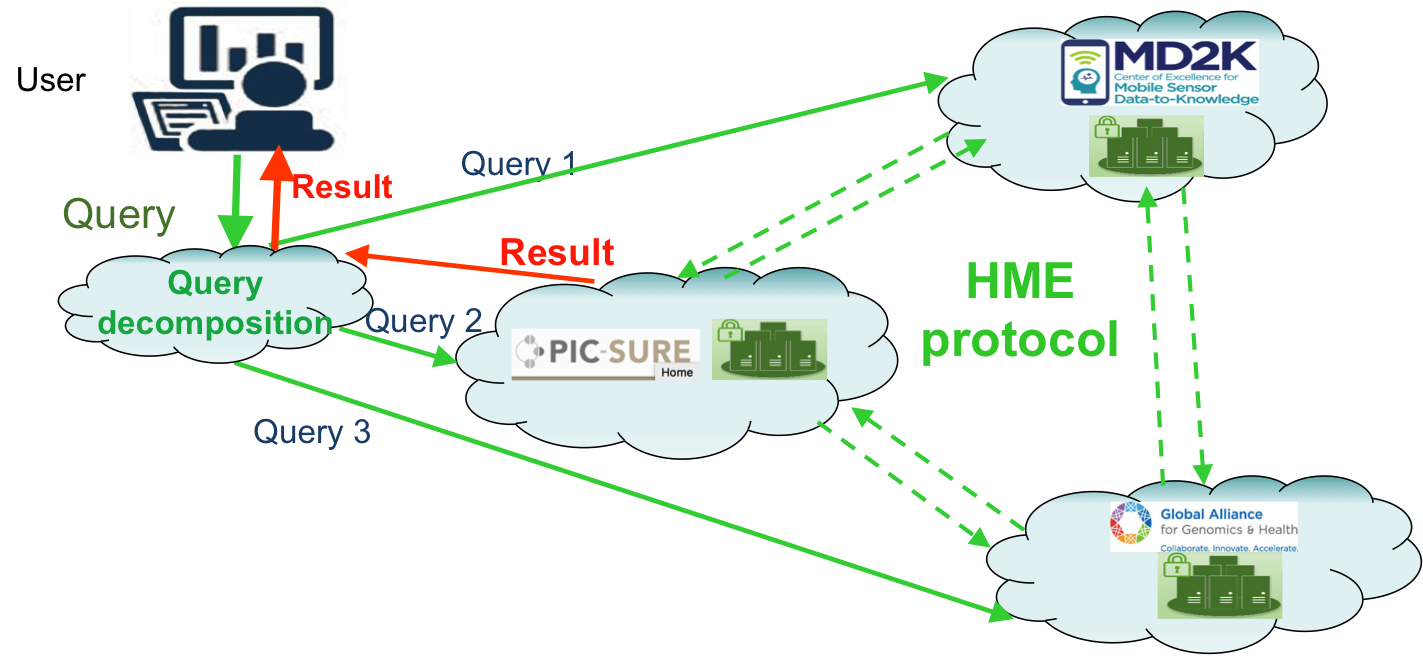 User
MD2K
Center of Excellence for
Mobile Sensor
Data-to-Knowledge
Query 1
Result
Query
Result
Query
decomposition
HME
protocol
Query 2
PIC-SURE
Home
Query 3
Global Alliance
for Genomics & Health
Collaborate. Innovate. Accelerate.